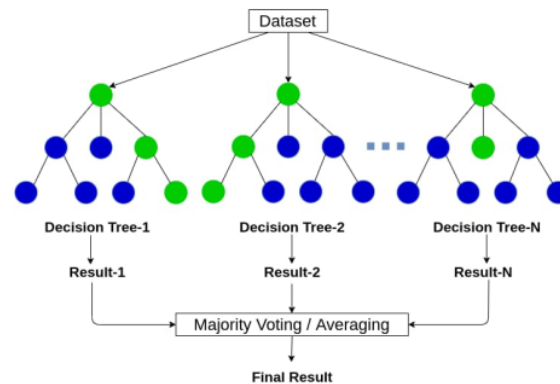 Dataset
Decision Tree-1
Decision Tree-2
Decision Tree-N
Result-1
Result-2
Result-N
Majority Voting / Averaging
Final Result